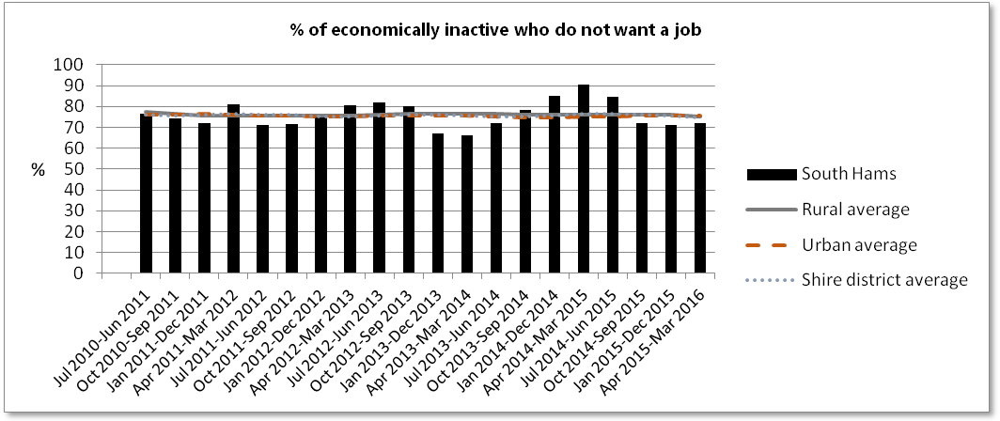 % of economically inactive who do not want a job
100
90
80
70
60
50
40
30
20
10
0
%
Jul 2010-Jun 2011
Oct 2010-Sep 2011
Jan 2011-Dec 2011
Apr 2011-Mar 2012
Jul 2011-Jun 2012
Oct 2011-Sep 2012
Jan 2012-Dec 2012
Apr 2012-Mar 2013
Jul 2012-Jun 2013
Oct 2012-Sep 2013
Jan 2013-Dec 2013
Apr 2013-Mar 2014
Jul 2013-Jun 2014
Oct 2013-Sep 2014
Jan 2014-Dec 2014
Apr 2014-Mar 2015
Jul 2014-Jun 2015
Oct 2014-Sep 2015
Jan 2015-Dec 2015
Apr 2015-Mar 2016
South Hams
Rural average
Urban average
Shire district average